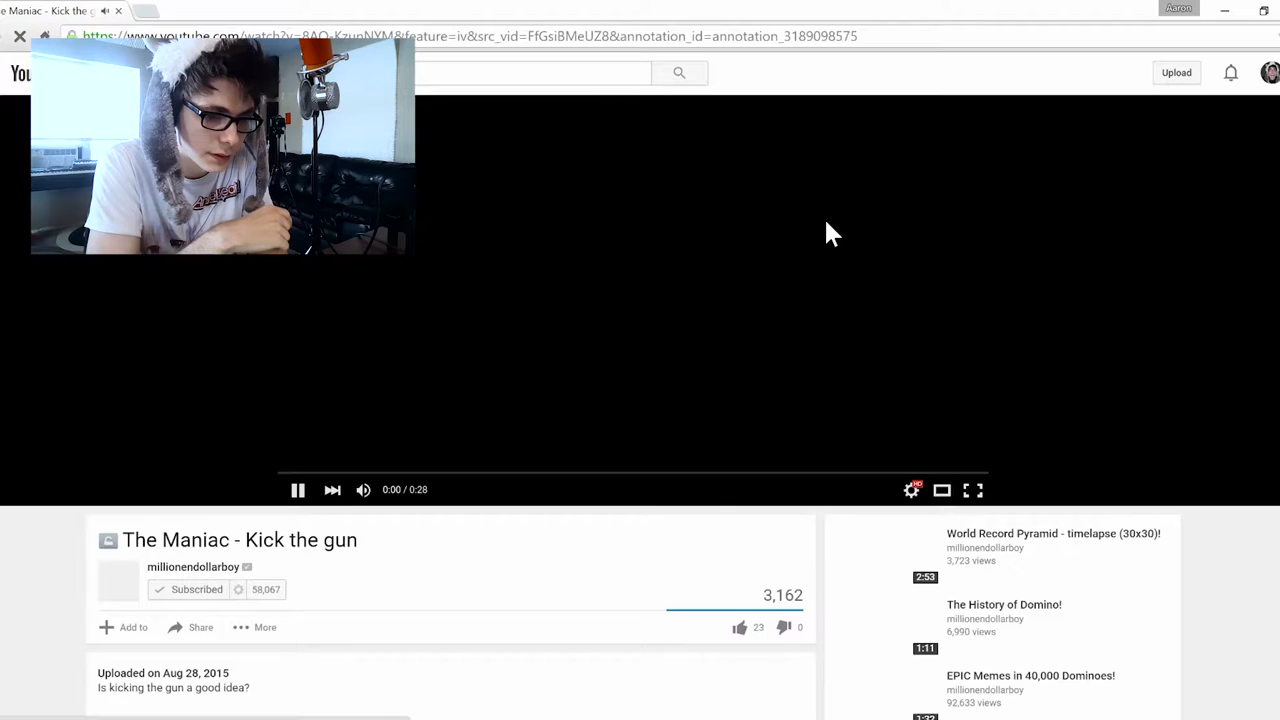 e Maniac - Kick the g
Aaron
https://www.youtube.com/watch?v=8AQ-KzunNYM&feature=iv&src_vid=FfGsiBMeUZ8&annotation_id=annotation_3189098575
You
Upload
0:00 / 0:28
HD
The Maniac - Kick the gun
millionendollarboy
Subscribed 58,067
3,162
Add to Share More
23 0
Uploaded on Aug 28, 2015
Is kicking the gun a good idea?
World Record Pyramid - timelapse (30x30)!
millionendollarboy
3,723 views
2:53
The History of Domino!
millionendollarboy
6,990 views
1:11
EPIC Memes in 40,000 Dominoes!
millionendollarboy
92,633 views
1:32